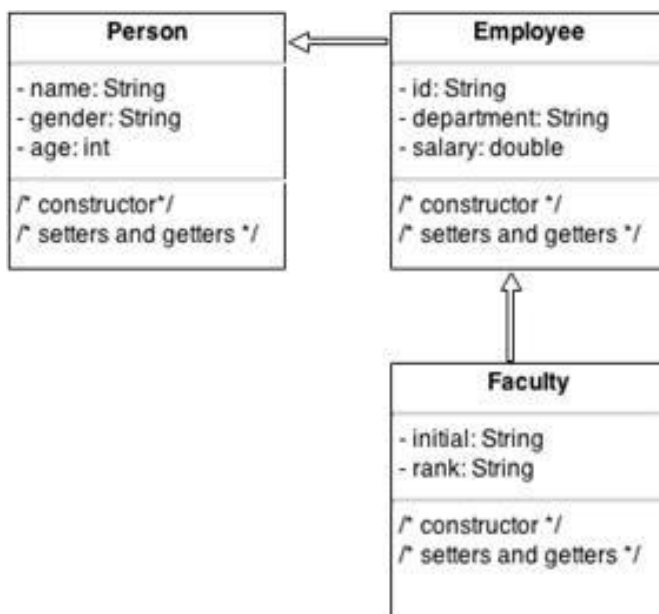 Person
- name: String
- gender: String
- age: int
/* constructor*/
/* setters and getters */
Employee
- id: String
- department: String
- salary: double
/* constructor */
/* setters and getters */
Faculty
- initial: String
- rank: String
/* constructor */
/* setters and getters */